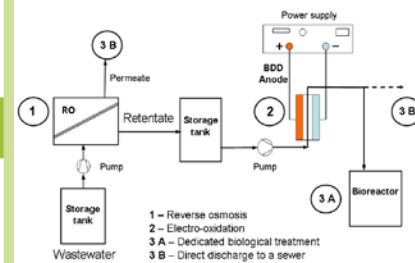 Power supply
+
-
3 B
BDD
Anode
Permeate
1
RO
Retentate
Storage
tank
2
3 B
Pump
Pump
Storage
tank
Wastewater
Bioreactor
3 A
1 – Reverse osmosis
2 – Electro-oxidation
3 A – Dedicated biological treatment
3 B – Direct discharge to a sewer